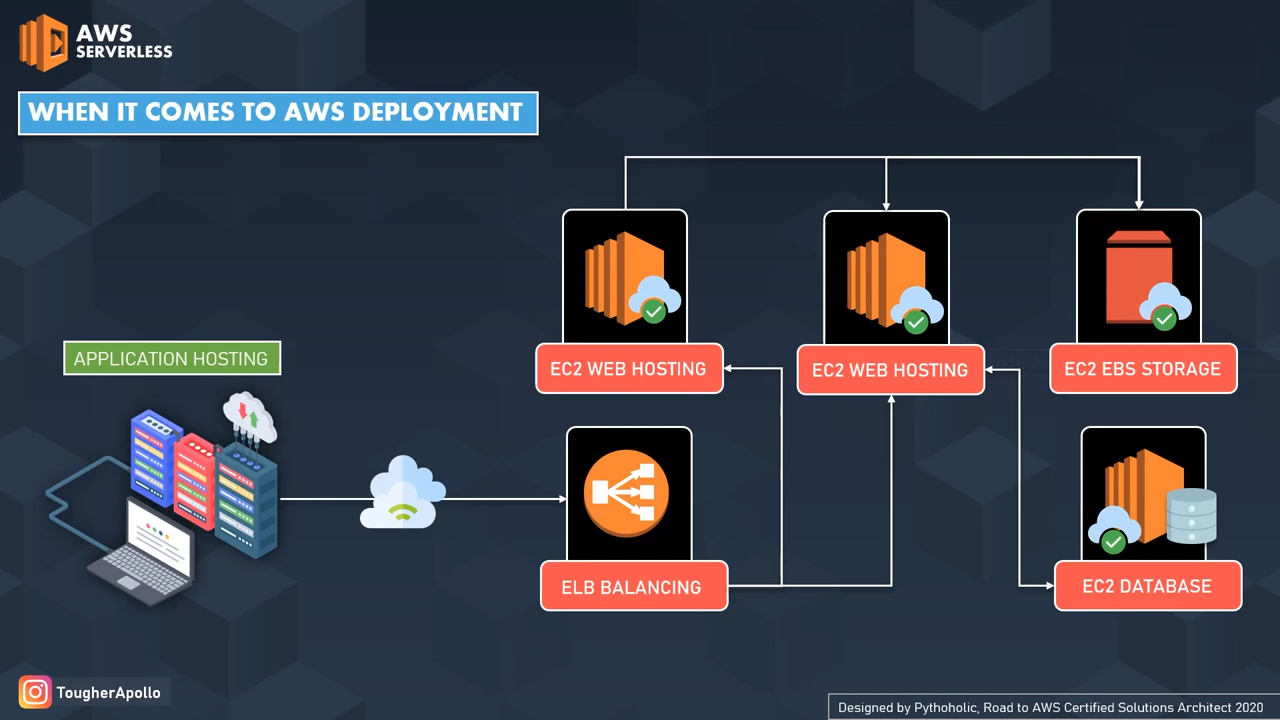 AWS
SERVERLESS
WHEN IT COMES TO AWS DEPLOYMENT
APPLICATION HOSTING
EC2 WEB HOSTING
EC2 WEB HOSTING
EC2 EBS STORAGE
ELB BALANCING
EC2 DATABASE
TougherApollo
Designed by Pythoholic, Road to AWS Certified Solutions Architect 2020